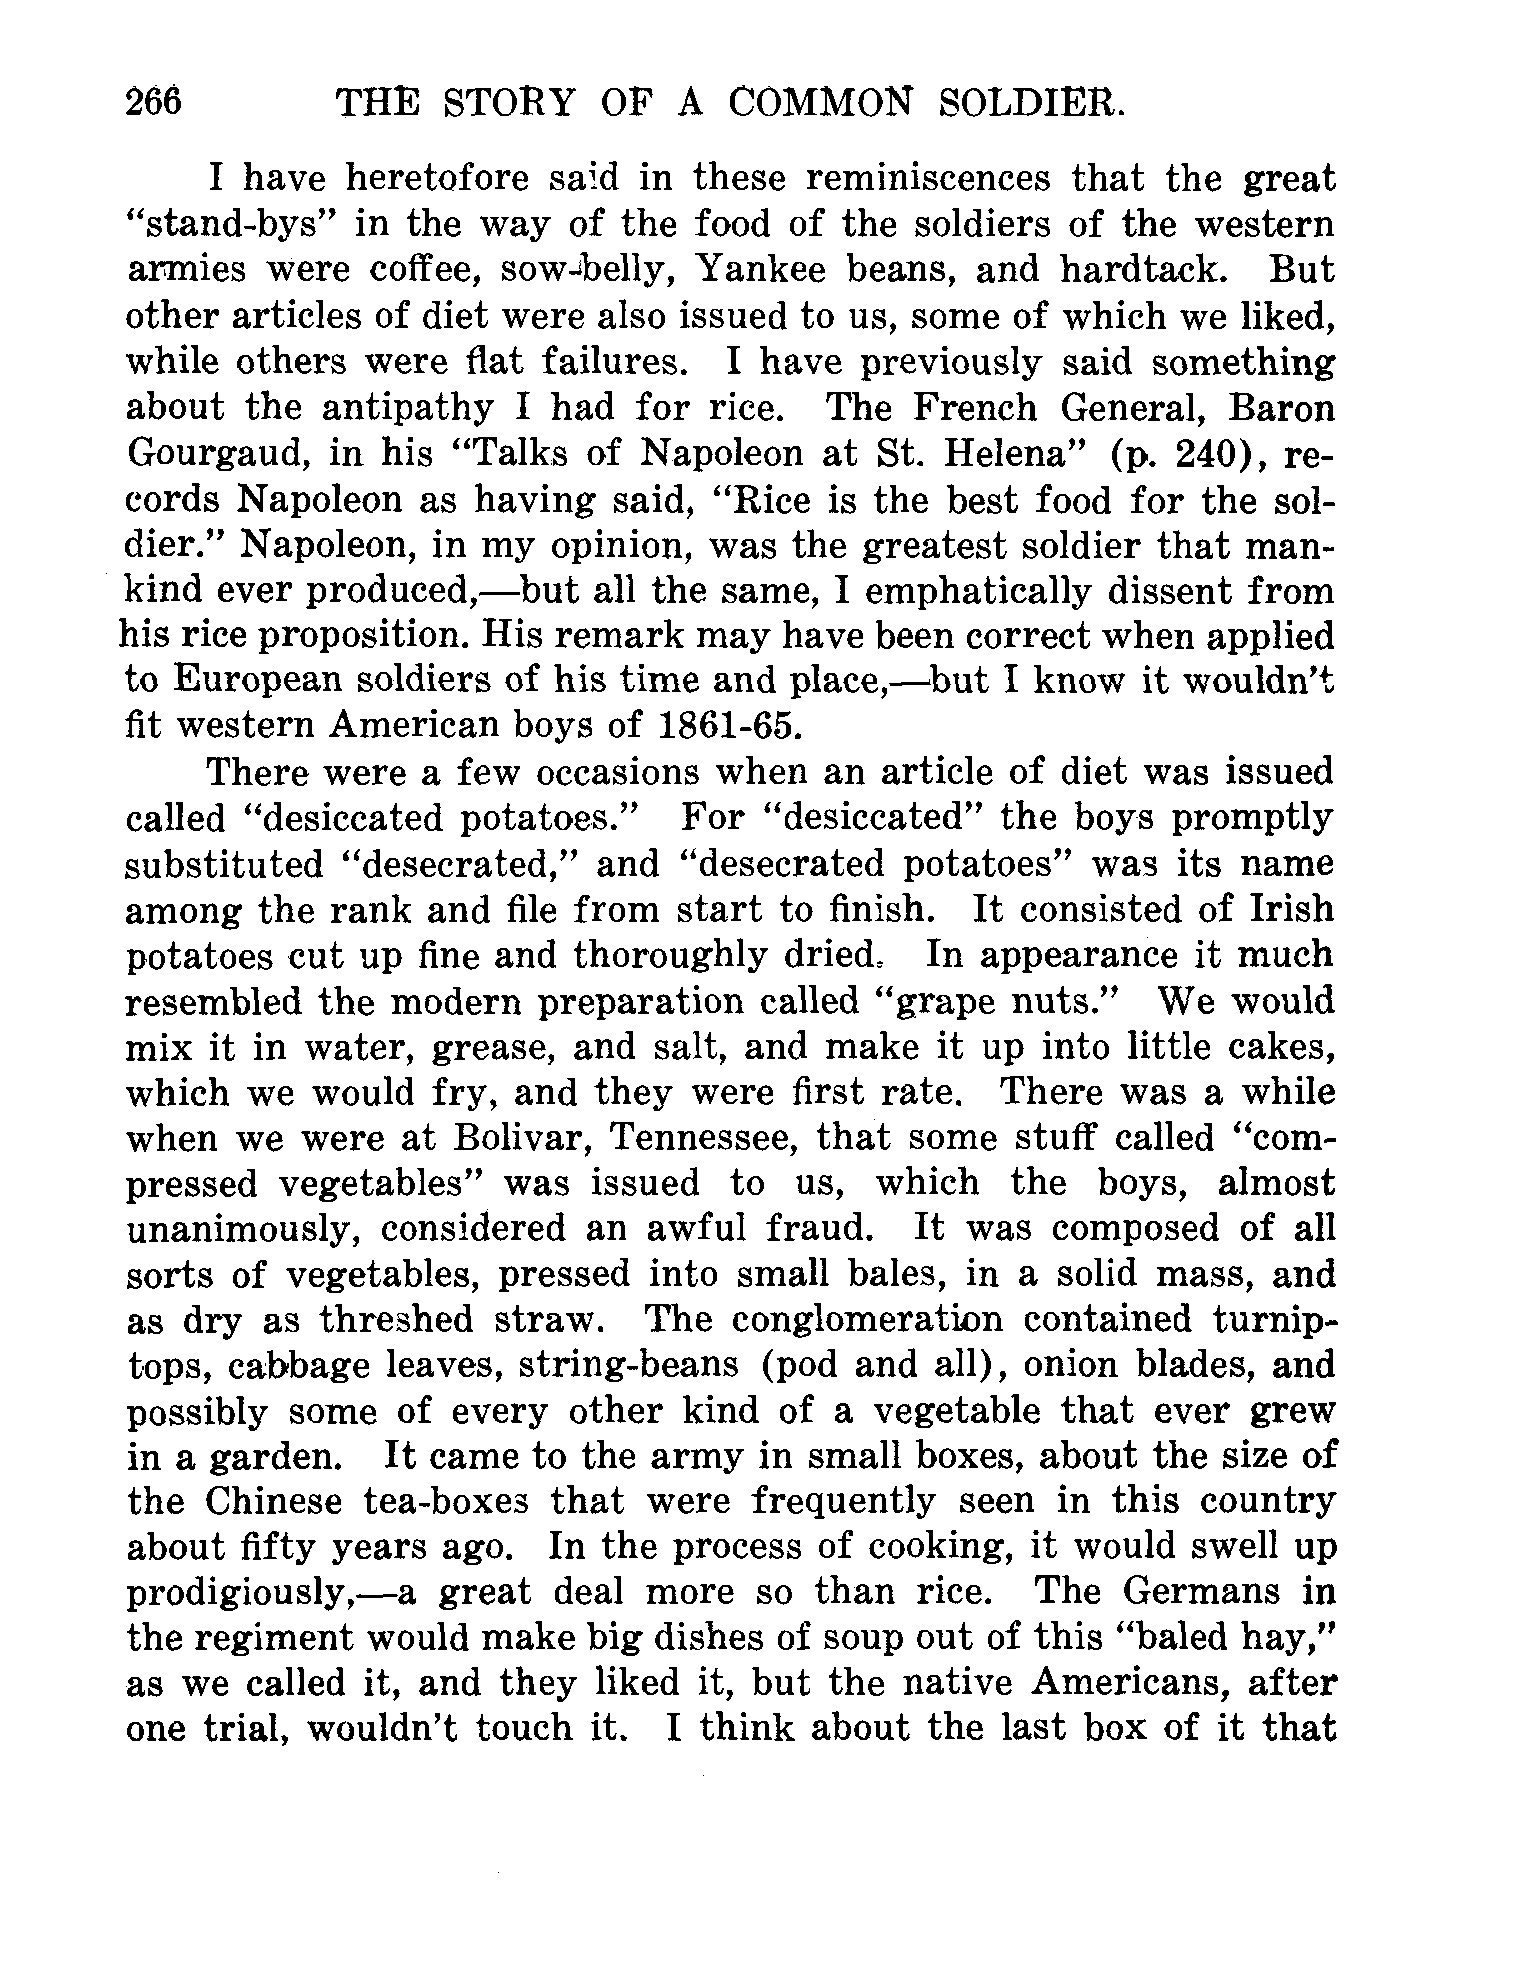 266 THE STORY OF A COMMON SOLDIER.
I have heretofore said in these reminiscences that the great
“stand-bys” in the way of the food of the soldiers of the western
armies were coffee, sow-belly, Yankee beans, and hardtack. But
other articles of diet were also issued to us, some of which we liked,
while others were flat failures. I have previously said something
about the antipathy I had for rice. The French General, Baron
Gourgaud, in his “Talks of Napoleon at St. Helena” (p. 240), re-
cords Napoleon as having said, “Rice is the best food for the sol-
dier.” Napoleon, in my opinion, was the greatest soldier that man-
kind ever produced,—but all the same, I emphatically dissent from
his rice proposition. His remark may have been correct when applied
to European soldiers of his time and place,—but I know it wouldn’t
fit western American boys of 1861-65.
There were a few occasions when an article of diet was issued
called “desiccated potatoes.” For “desiccated” the boys promptly
substituted “desecrated,” and “desecrated potatoes” was its name
among the rank and file from start to finish. It consisted of Irish
potatoes cut up fine and thoroughly dried. In appearance it much
resembled the modern preparation called “grape nuts.” We would
mix it in water, grease, and salt, and make it up into little cakes,
which we would fry, and they were first rate. There was a while
when we were at Bolivar, Tennessee, that some stuff called “com-
pressed vegetables” was issued to us, which the boys, almost
unanimously, considered an awful fraud. It was composed of all
sorts of vegetables, pressed into small bales, in a solid mass, and
as dry as threshed straw. The conglomeration contained turnip-
tops, cabbage leaves, string-beans (pod and all), onion blades, and
possibly some of every other kind of a vegetable that ever grew
in a garden. It came to the army in small boxes, about the size of
the Chinese tea-boxes that were frequently seen in this country
about fifty years ago. In the process of cooking, it would swell up
prodigiously,—a great deal more so than rice. The Germans in
the regiment would make big dishes of soup out of this “baled hay,”
as we called it, and they liked it, but the native Americans, after
one trial, wouldn’t touch it. I think about the last box of it that